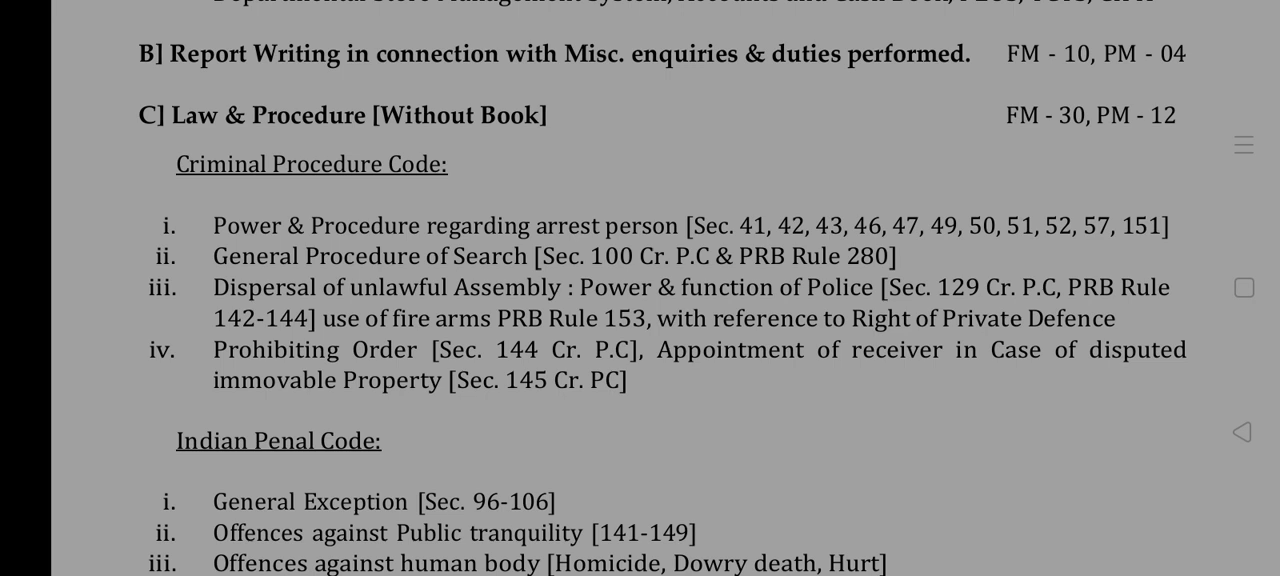 B] Report Writing in connection with Misc. enquiries & duties performed. FM - 10, PM - 04
C] Law & Procedure [Without Book] FM - 30, PM - 12
Criminal Procedure Code:
i. Power & Procedure regarding arrest person [Sec. 41, 42, 43, 46, 47, 49, 50, 51, 52, 57, 151]
ii. General Procedure of Search [Sec. 100 Cr. P.C & PRB Rule 280]
iii. Dispersal of unlawful Assembly : Power & function of Police [Sec. 129 Cr. P.C, PRB Rule
142-144] use of fire arms PRB Rule 153, with reference to Right of Private Defence
iv. Prohibiting Order [Sec. 144 Cr. P.C], Appointment of receiver in Case of disputed
immovable Property [Sec. 145 Cr. PC]
Indian Penal Code:
i. General Exception [Sec. 96-106]
ii. Offences against Public tranquility [141-149]
iii. Offences against human body [Homicide, Dowry death, Hurt]